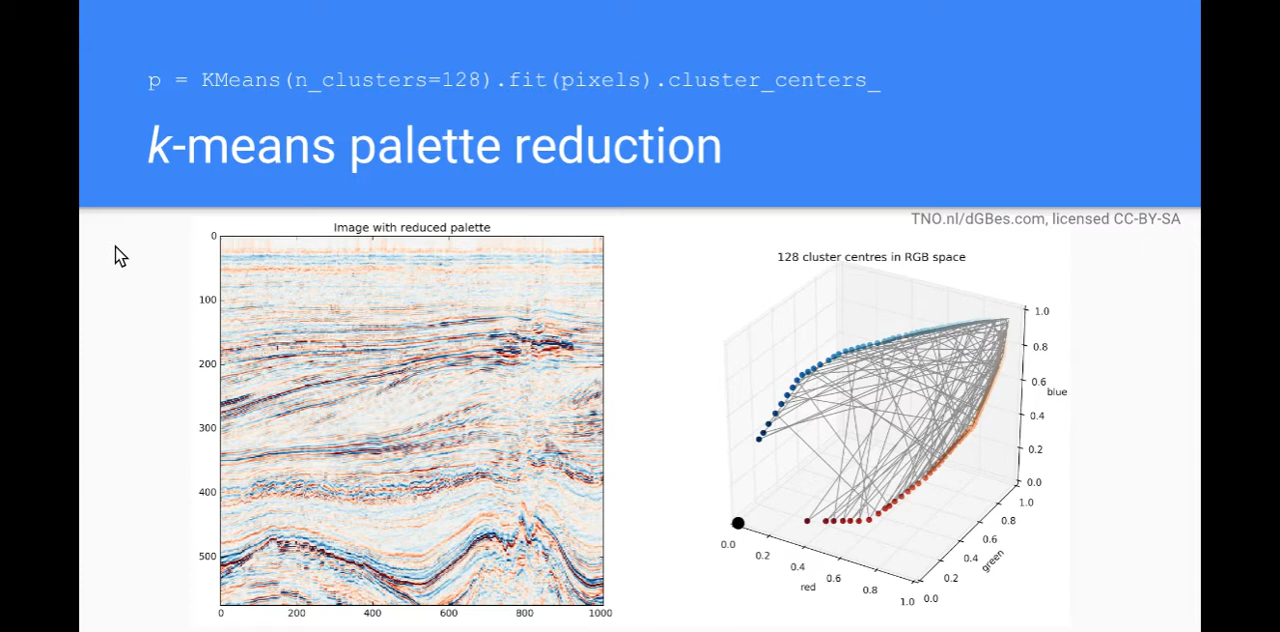 p = KMeans(n_clusters=128).fit(pixels).cluster_centers_
k-means palette reduction
TNO.nl/dGBes.com, licensed CC-BY-SA
Image with reduced palette
0
100
200
300
400
500
0 200 400 600 800 1000
128 cluster centres in RGB space
1.0
0.8
0.6
blue
0.4
0.2
0.0
1.0
0.8
0.6
0.4
green
0.2
0.0
0.0
0.2
0.4
red
0.6
0.8
1.0